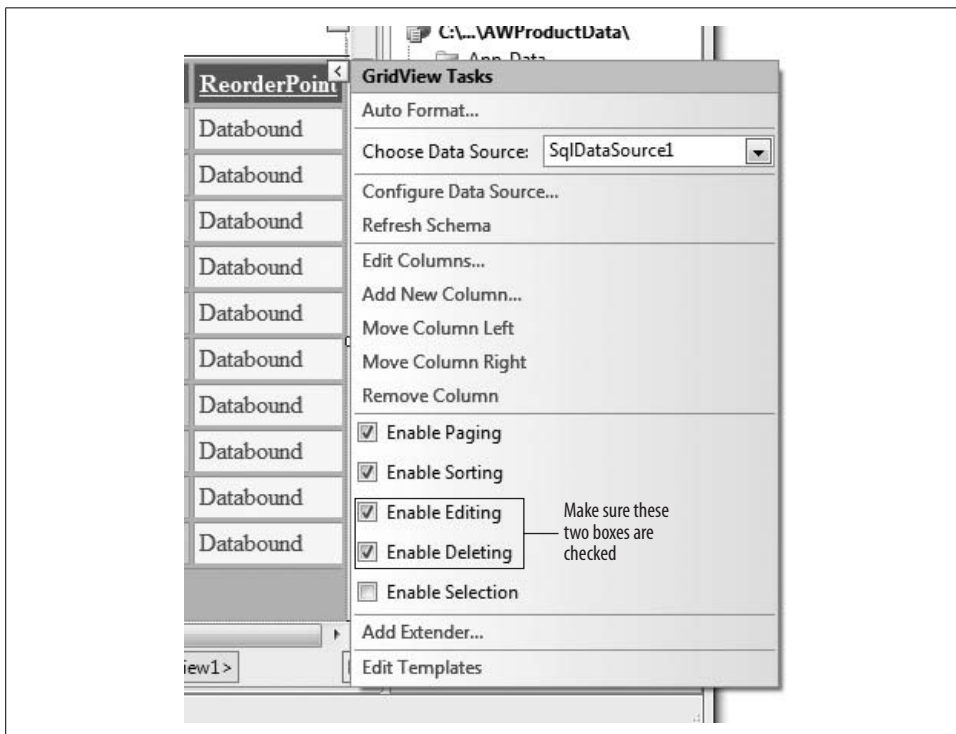 C:\...\AWProductData\
App_Data
ReorderPoint
Databound
Databound
Databound
Databound
Databound
Databound
Databound
Databound
Databound
Databound
GridView Tasks
Auto Format...
Choose Data Source: SqlDataSource1
Configure Data Source...
Refresh Schema
Edit Columns...
Add New Column...
Move Column Left
Move Column Right
Remove Column
Enable Paging
Enable Sorting
Enable Editing
Enable Deleting
Make sure these
two boxes are
checked
Enable Selection
Add Extender...
Edit Templates
iew1>